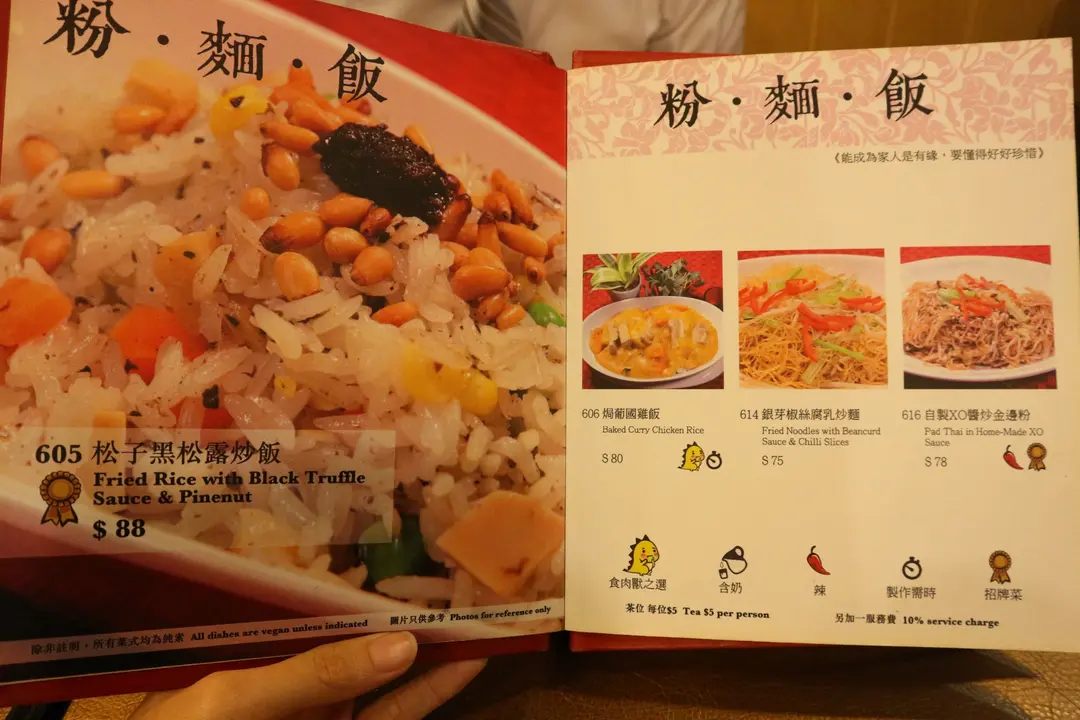 粉·麵·飯
605 松子黑松露炒飯
Fried Rice with Black Truffle
Sauce & Pinenut
$ 88
圖片只供參考 Photos for reference only
除非註明，所有菜式均為純素 All dishes are vegan unless indicated
粉·麵·飯
《能成為家人是有緣，要懂得好好珍惜》
606 焗葡國雞飯
Baked Curry Chicken Rice
$ 80
614 銀芽椒絲腐乳炒麵
Fried Noodles with Beancurd
Sauce & Chilli Slices
$ 75
616 自製XO醬炒金邊粉
Pad Thai in Home-Made XO
Sauce
$ 78
食肉獸之選
含奶
辣
製作需時
招牌菜
茶位 每位$5 Tea $5 per person
另加一服務費 10% service charge